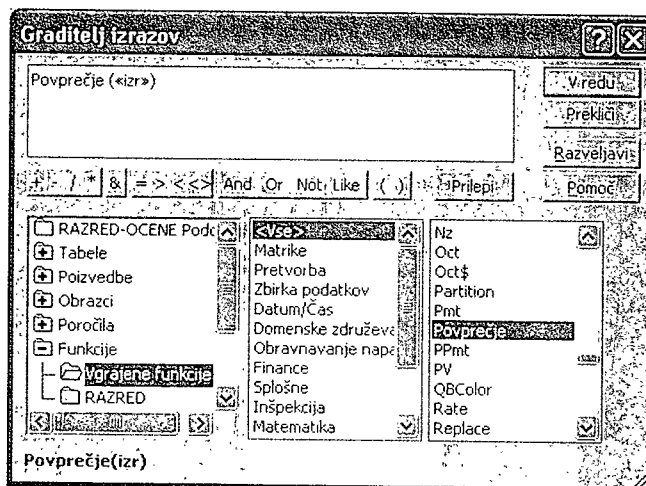 Graditelj izrazov
Povprečje («izr»)
V redu
Prekliči
Razveljavi
Pomoč
+ - / * & = > < <> And Or Not Like ( ) Prilepi
RAZRED-OCENE Podc
Tabele
Poizvedbe
Obrazci
Poročila
Funkcije
Vgrajene funkcije
RAZRED
<Vse>
Matrike
Pretvorba
Zbirka podatkov
Datum/Čas
Domenske združeva
Obravnavanje napa
Finance
Splošne
Inšpekcija
Matematika
Nz
Oct
Oct$
Partition
Pmt
Povprečje
PPmt
PV
QBColor
Rate
Replace
Povprečje(izr)